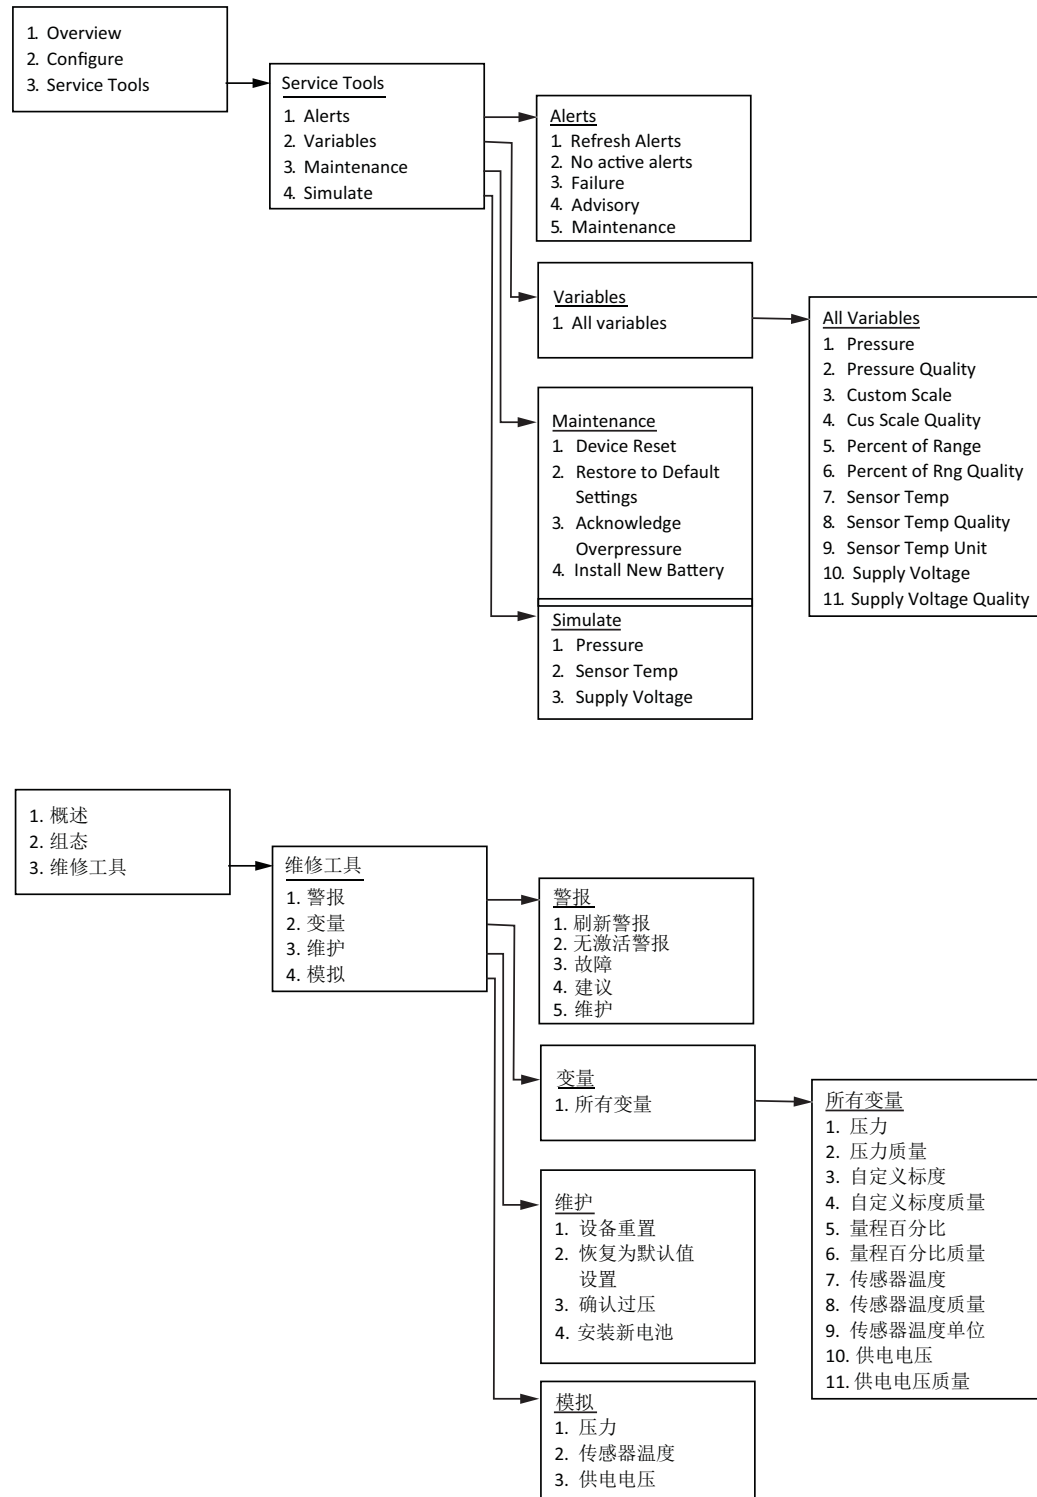 1. Overview
2. Configure
3. Service Tools
Service Tools
1. Alerts
2. Variables
3. Maintenance
4. Simulate
Alerts
1. Refresh Alerts
2. No active alerts
3. Failure
4. Advisory
5. Maintenance
Variables
1. All variables
All Variables
1. Pressure
2. Pressure Quality
3. Custom Scale
4. Cus Scale Quality
5. Percent of Range
6. Percent of Rng Quality
7. Sensor Temp
8. Sensor Temp Quality
9. Sensor Temp Unit
10. Supply Voltage
11. Supply Voltage Quality
Maintenance
1. Device Reset
2. Restore to Default
Settings
3. Acknowledge
Overpressure
4. Install New Battery
Simulate
1. Pressure
2. Sensor Temp
3. Supply Voltage
1. 概述
2. 组态
3. 维修工具
维修工具
1. 警报
2. 变量
3. 维护
4. 模拟
警报
1. 刷新警报
2. 无激活警报
3. 故障
4. 建议
5. 维护
变量
1. 所有变量
所有变量
1. 压力
2. 压力质量
3. 自定义标度
4. 自定义标度质量
5. 量程百分比
6. 量程百分比质量
7. 传感器温度
8. 传感器温度质量
9. 传感器温度单位
10. 供电电压
11. 供电电压质量
维护
1. 设备重置
2. 恢复为默认值
设置
3. 确认过压
4. 安装新电池
模拟
1. 压力
2. 传感器温度
3. 供电电压